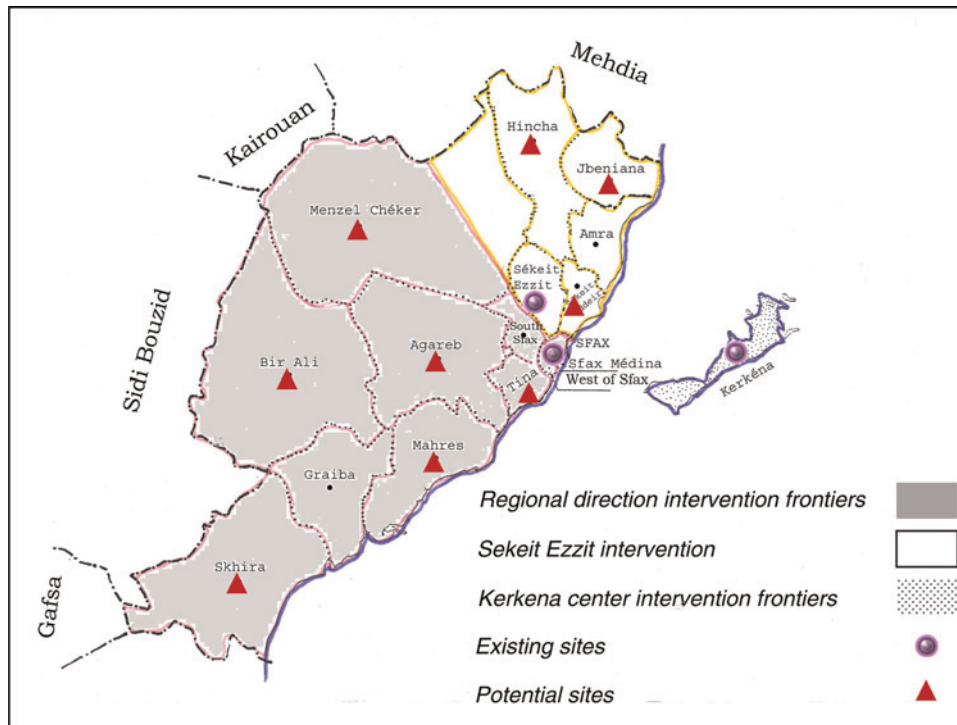 Mehdia
Kairouan
Hincha
Jbeniana
Menzel Chéker
Amra
Sékeit
Ezzit
South
Sfax
SFAX
Sfax Médina
West of Sfax
Sidi Bouzid
Bir Ali
Agareb
Tina
Kerkéna
Mahres
Graiba
Skhira
Gafsa
Regional direction intervention frontiers
Sekeit Ezzit intervention
Kerkena center intervention frontiers
Existing sites
Potential sites